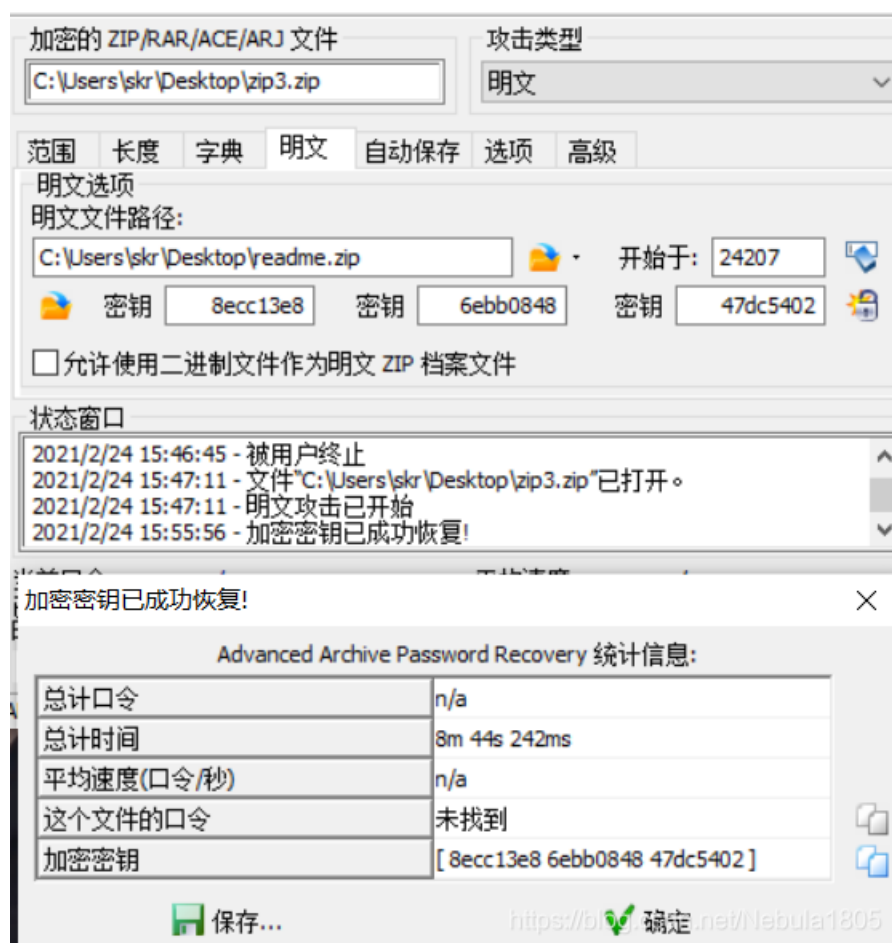 加密的 ZIP/RAR/ACE/ARJ 文件
攻击类型
C:\Users\skr\Desktop\zip3.zip
明文
范围 长度 字典 明文 自动保存 选项 高级
明文选项
明文文件路径:
C:\Users\skr\Desktop\readme.zip 开始于: 24207
密钥 8ecc13e8 密钥 6ebb0848 密钥 47dc5402
允许使用二进制文件作为明文 ZIP 档案文件
状态窗口
2021/2/24 15:46:45 - 被用户终止
2021/2/24 15:47:11 - 文件"C:\Users\skr\Desktop\zip3.zip"已打开。
2021/2/24 15:47:11 - 明文攻击已开始
2021/2/24 15:55:56 - 加密密钥已成功恢复!
加密密钥已成功恢复!
Advanced Archive Password Recovery 统计信息:
总计口令 n/a
总计时间 8m 44s 242ms
平均速度(口令/秒) n/a
这个文件的口令 未找到
加密密钥 [ 8ecc13e8 6ebb0848 47dc5402 ]
保存... 确定